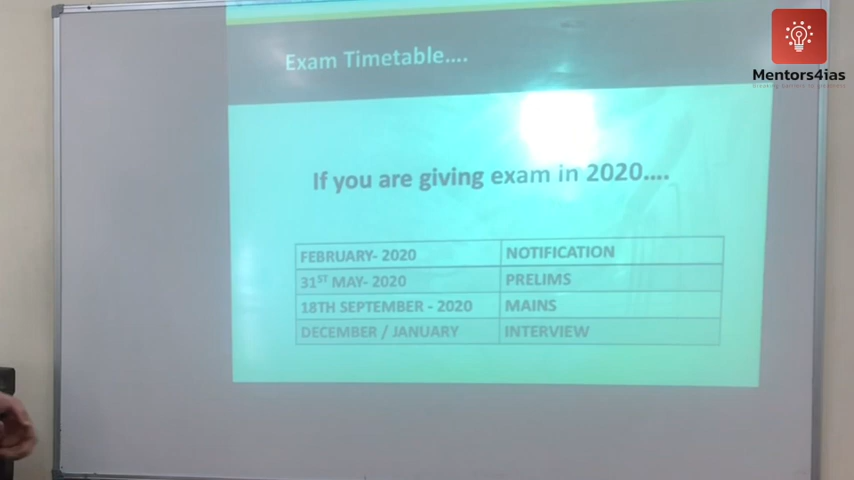 Mentors4ias
Exam Timetable....
If you are giving exam in 2020....
FEBRUARY- 2020 NOTIFICATION
31ST MAY- 2020 PRELIMS
18TH SEPTEMBER - 2020 MAINS
DECEMBER / JANUARY INTERVIEW